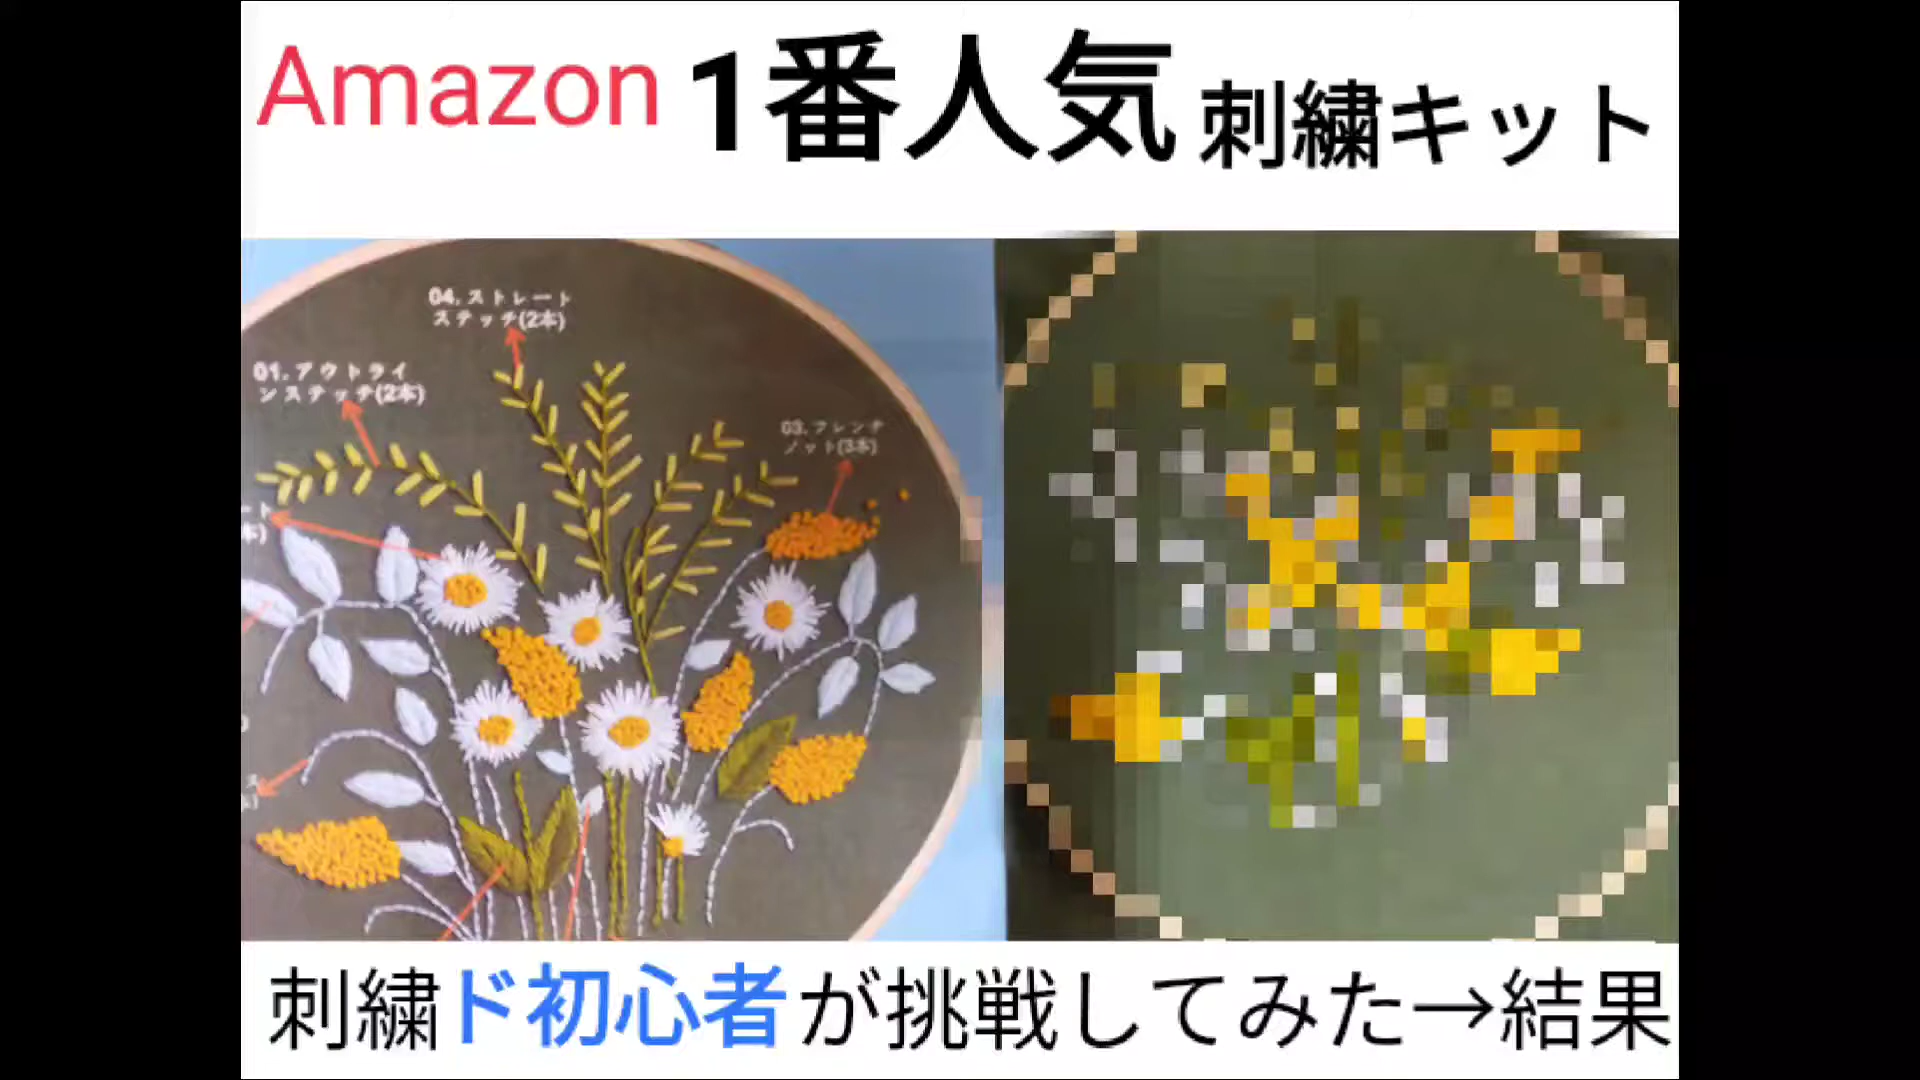 Amazon 1番人気 刺繍キット
04.ストレート
ステッチ(2本)
01.アウトライ
ンステッチ(2本)
03.フレンチ
ノット(3本)
刺繍ド初心者が挑戦してみた→結果